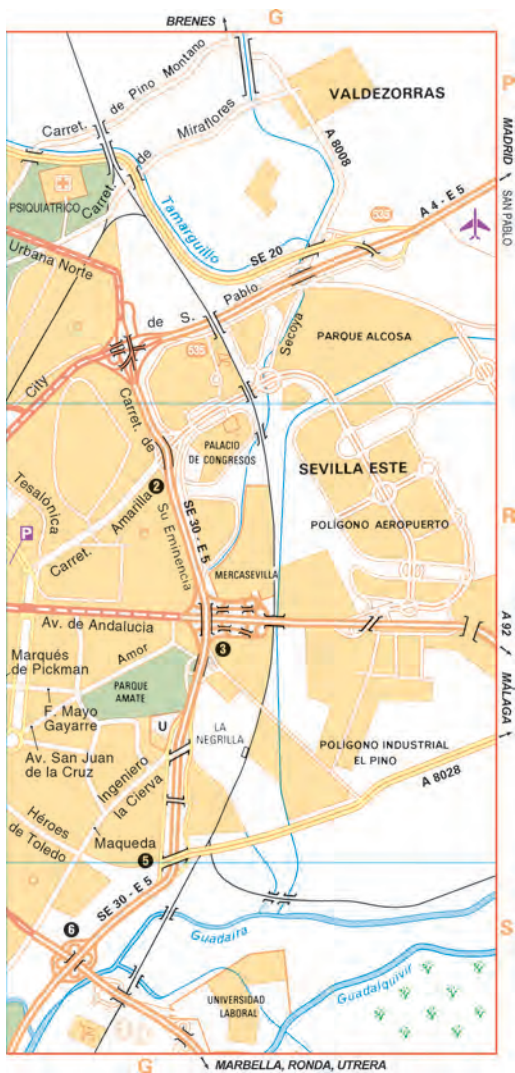 BRENES
G
P
Carret. de Pino Montano
VALDEZORRAS
Carret. de Miraflores
A 8008
MADRID
SAN PABLO
PSIQUIATRICO
Tamarguillo
535
A 4 - E 5
SE 20
Urbana Norte
de S. Pablo
Secoya
PARQUE ALCOSA
535
City
Carret. de Su Eminencia
PALACIO
DE CONGRESOS
SEVILLA ESTE
Tesalónica
2
SE 30 - E 5
R
P
Carret. Amarilla
POLÍGONO AEROPUERTO
MERCASEVILLA
Av. de Andalucia
A 92
3
Marqués
de Pickman
Amor
PARQUE
AMATE
MÁLAGA
F. Mayo
Gayarre
U
LA
NEGRILLA
POLÍGONO INDUSTRIAL
EL PINO
Av. San Juan
de la Cruz
Ingeniero
la Cierva
A 8028
Héroes
de Toledo
Maqueda
5
SE 30 - E 5
6
Guadaira
S
Guadalquivir
UNIVERSIDAD
LABORAL
G
MARBELLA, RONDA, UTRERA